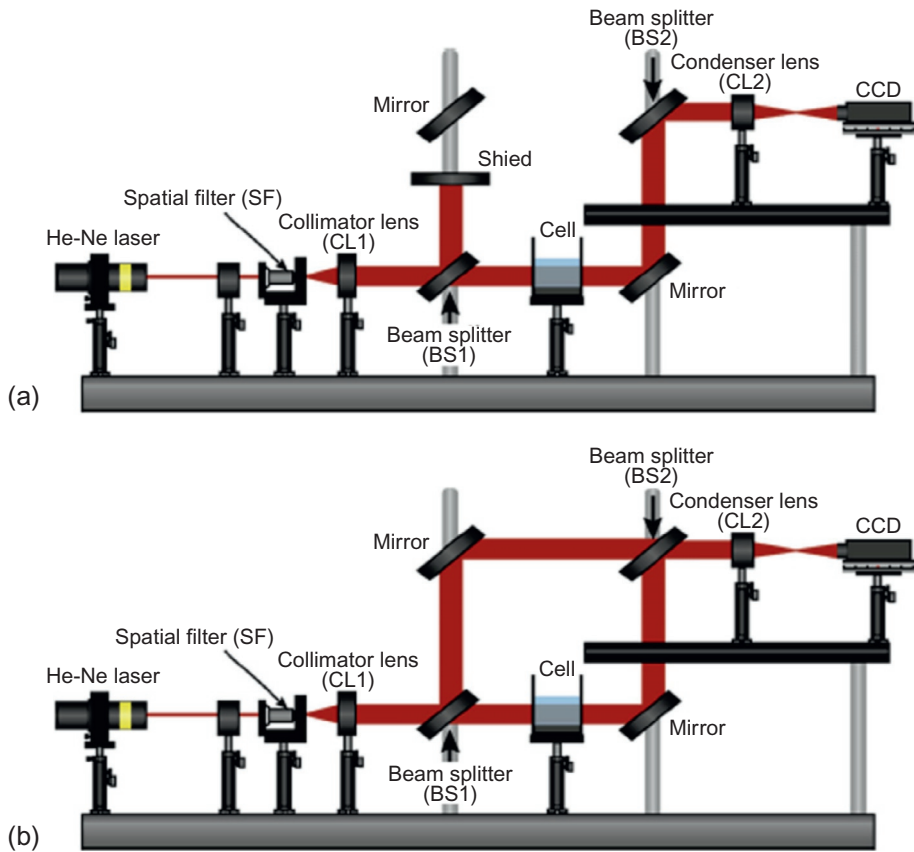 Beam splitter
(BS2)
Condenser lens
(CL2)
CCD
Mirror
Shied
Spatial filter (SF)
Collimator lens
(CL1)
He-Ne laser
Cell
Mirror
Beam splitter
(BS1)
(a)
Beam splitter
(BS2)
Condenser lens
(CL2)
CCD
Mirror
Spatial filter (SF)
Collimator lens
(CL1)
He-Ne laser
Cell
Mirror
Beam splitter
(BS1)
(b)